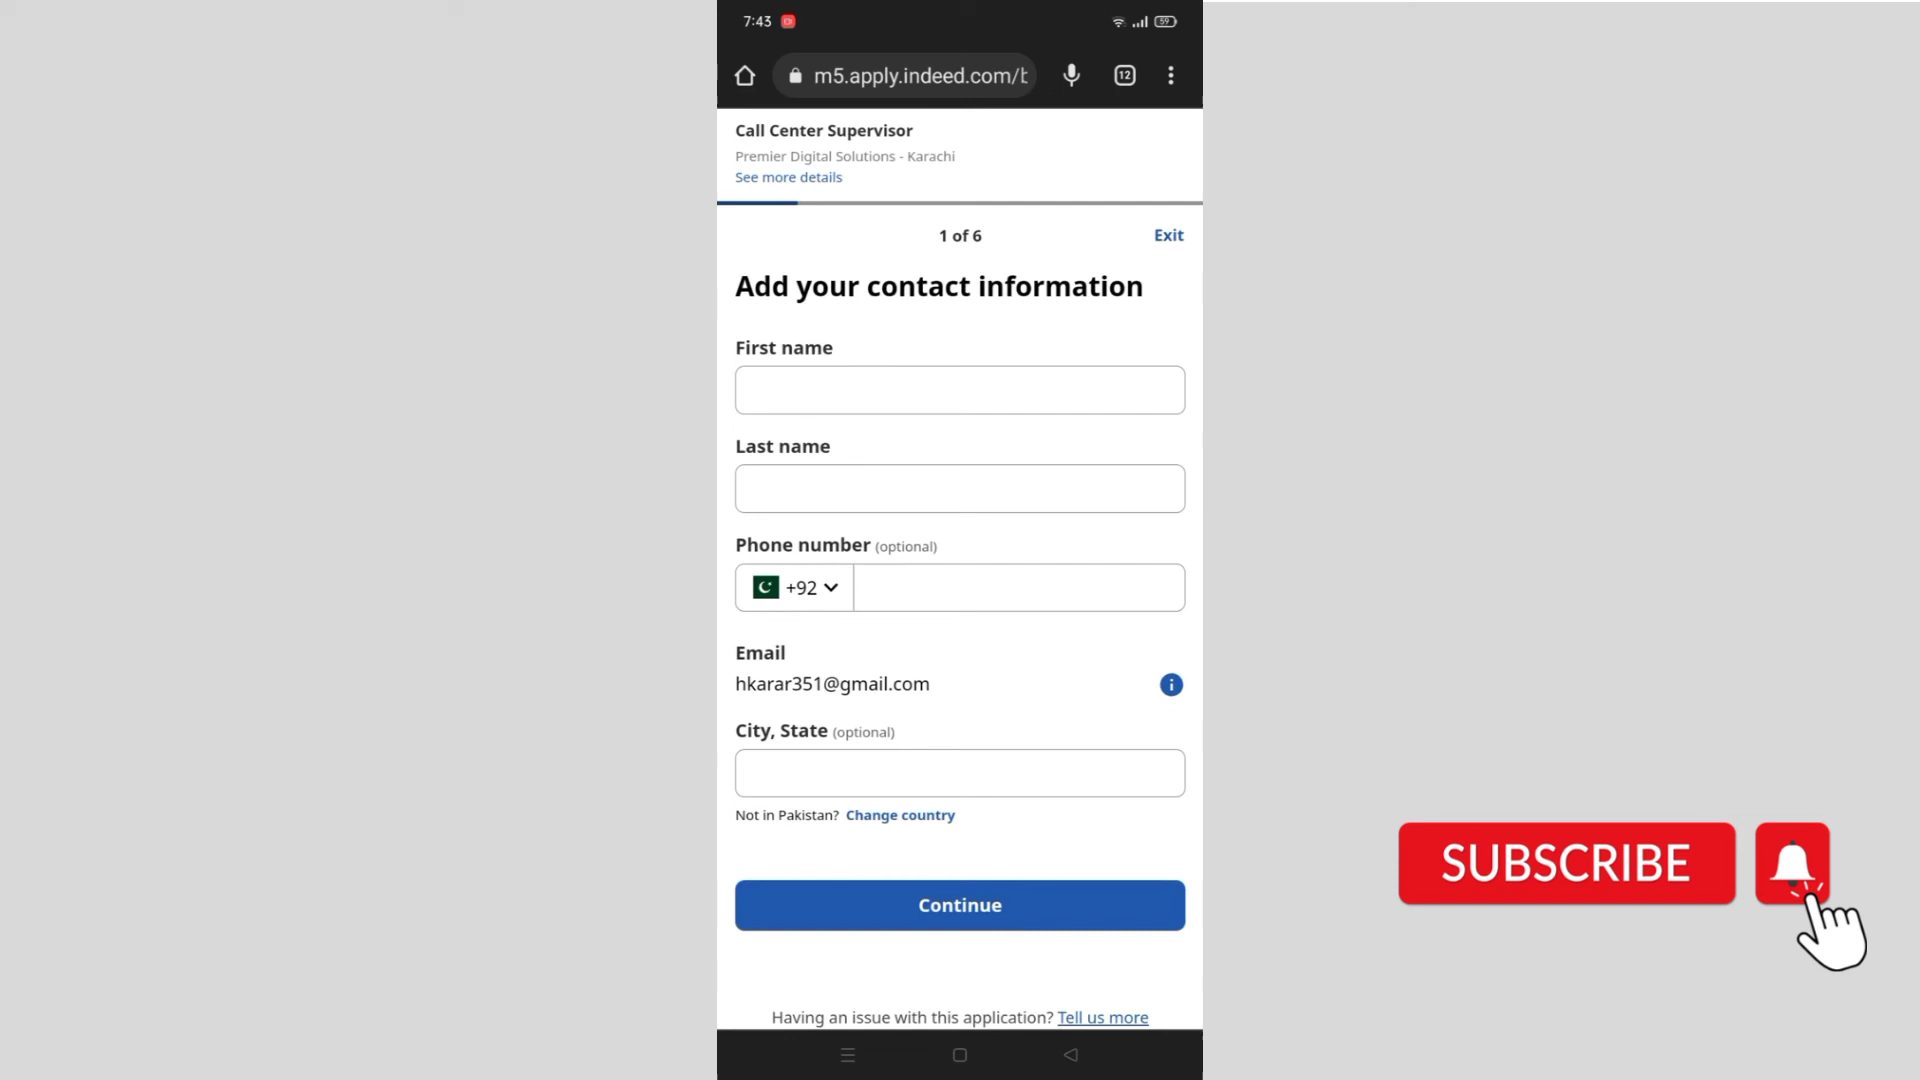 7:43
59
m5.apply.indeed.com/b
12
Call Center Supervisor
Premier Digital Solutions - Karachi
See more details
1 of 6
Exit
Add your contact information
First name
Last name
Phone number (optional)
+92
Email
hkarar351@gmail.com
i
City, State (optional)
Not in Pakistan? Change country
SUBSCRIBE
Continue
Having an issue with this application? Tell us more